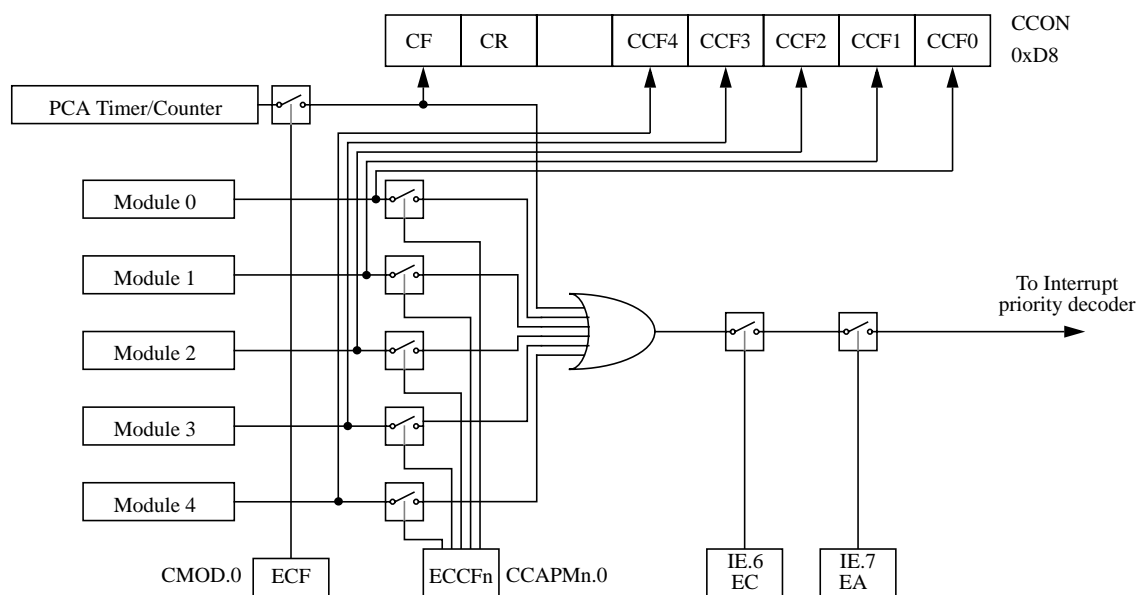 CF CR CCF4 CCF3 CCF2 CCF1 CCF0
CCON
0xD8
PCA Timer/Counter
Module 0
Module 1
Module 2
Module 3
Module 4
To Interrupt
priority decoder
CMOD.0
ECF
ECCFn
CCAPMn.0
IE.6
EC
IE.7
EA